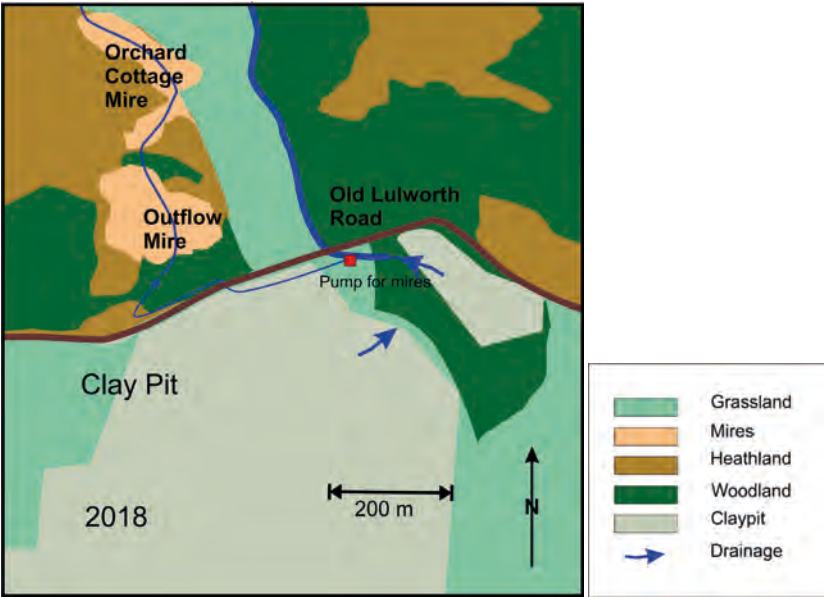 Orchard
Cottage
Mire
Outflow
Mire
Old Lulworth
Road
Pump for mires
Clay Pit
2018
200 m
N
Grassland
Mires
Heathland
Woodland
Claypit
Drainage